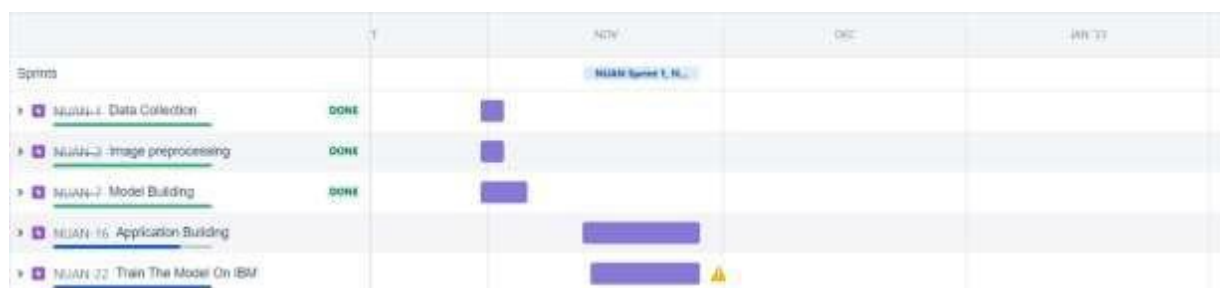 T NOV DEC JAN '23
Sprints NUAN Sprint 1, N...
NUAN-1 Data Collection DONE
NUAN-3 Image preprocessing DONE
NUAN-7 Model Building DONE
NUAN-16 Application Building
NUAN-22 Train The Model On IBM